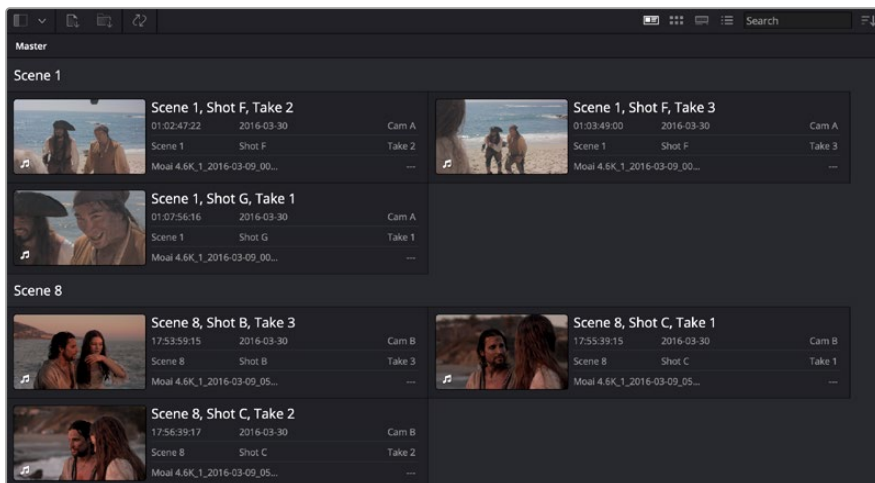 Search
Master
Scene 1
Scene 1, Shot F, Take 2
01:02:47:22 2016-03-30 Cam A
Scene 1 Shot F Take 2
Moai 4.6K_1_2016-03-09_00... ---
Scene 1, Shot F, Take 3
01:03:49:00 2016-03-30 Cam A
Scene 1 Shot F Take 3
Moai 4.6K_1_2016-03-09_00... ---
Scene 1, Shot G, Take 1
01:07:56:16 2016-03-30 Cam A
Scene 1 Shot G Take 1
Moai 4.6K_1_2016-03-09_00... ---
Scene 8
Scene 8, Shot B, Take 3
17:53:59:15 2016-03-30 Cam B
Scene 8 Shot B Take 3
Moai 4.6K_1_2016-03-09_05... ---
Scene 8, Shot C, Take 1
17:55:39:15 2016-03-30 Cam B
Scene 8 Shot C Take 1
Moai 4.6K_1_2016-03-09_05... ---
Scene 8, Shot C, Take 2
17:56:39:17 2016-03-30 Cam B
Scene 8 Shot C Take 2
Moai 4.6K_1_2016-03-09_05... ---